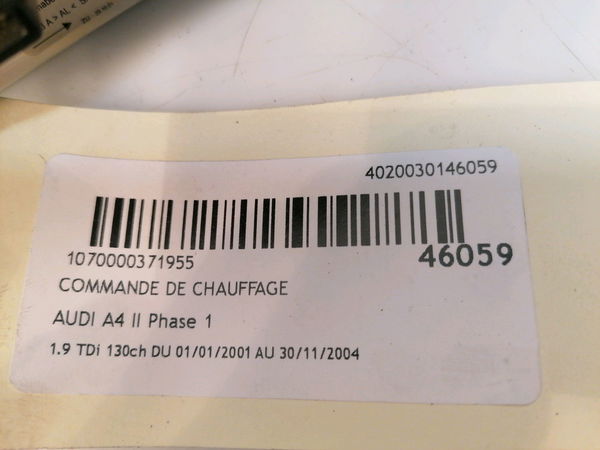 4020030146059
1070000371955
46059
COMMANDE DE CHAUFFAGE
AUDI A4 II Phase 1
1.9 TDi 130ch DU 01/01/2001 AU 30/11/2004